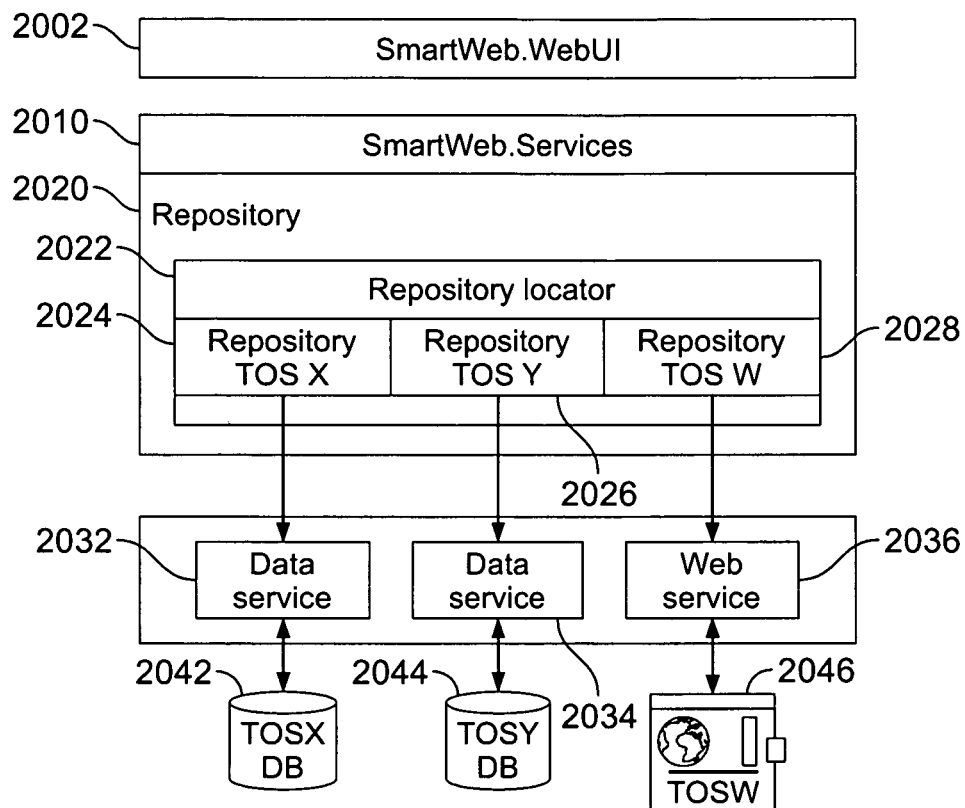 2002
SmartWeb.WebUI
2010
SmartWeb.Services
2020
Repository
2022
Repository locator
2024
Repository
TOS X
Repository
TOS Y
Repository
TOS W
2028
2026
2032
Data
service
Data
service
Web
service
2036
2042
2044
2034
2046
TOSX
DB
TOSY
DB
TOSW